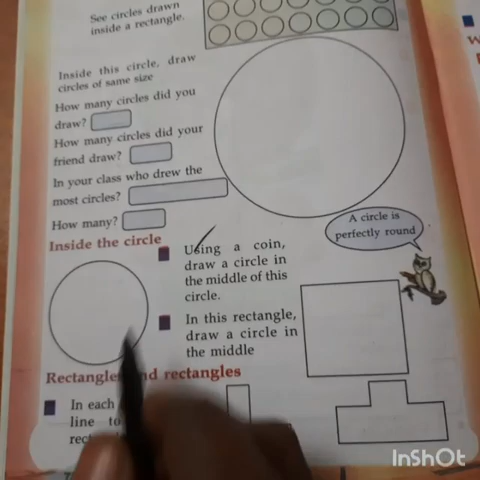 See circles drawn
inside a rectangle.
Inside this circle, draw
circles of same size
How many circles did you
draw?
How many circles did your
friend draw?
In your class who drew the
most circles?
How many?
A circle is
perfectly round
Inside the circle
Using a coin,
draw a circle in
the middle of this
circle.
In this rectangle,
draw a circle in
the middle
Rectangles and rectangles
In each
line to
InShOt